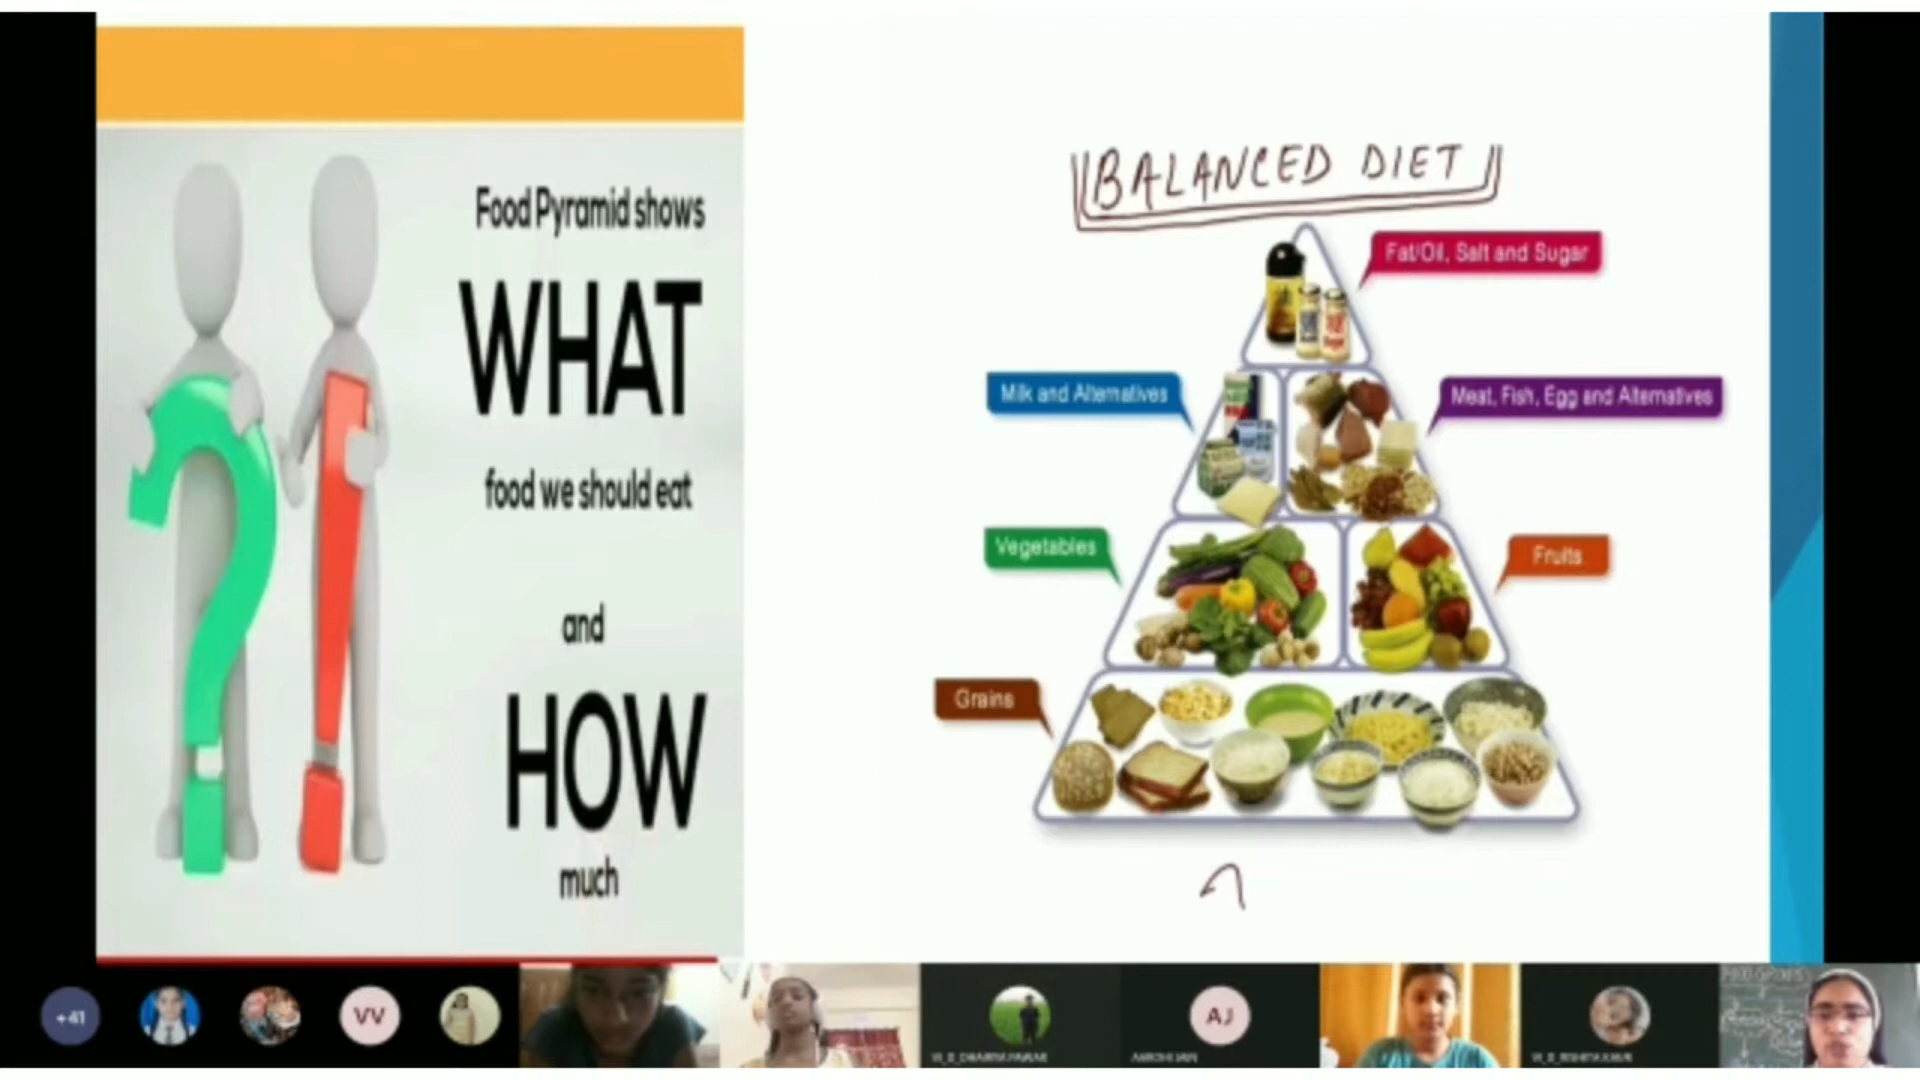 Food Pyramid shows
WHAT
food we should eat
and
HOW
much
BALANCED DIET
Fat/Oil, Salt and Sugar
Milk and Alternatives
Meat, Fish, Egg and Alternatives
Vegetables
Fruits
Grains
+41
VV
AJ